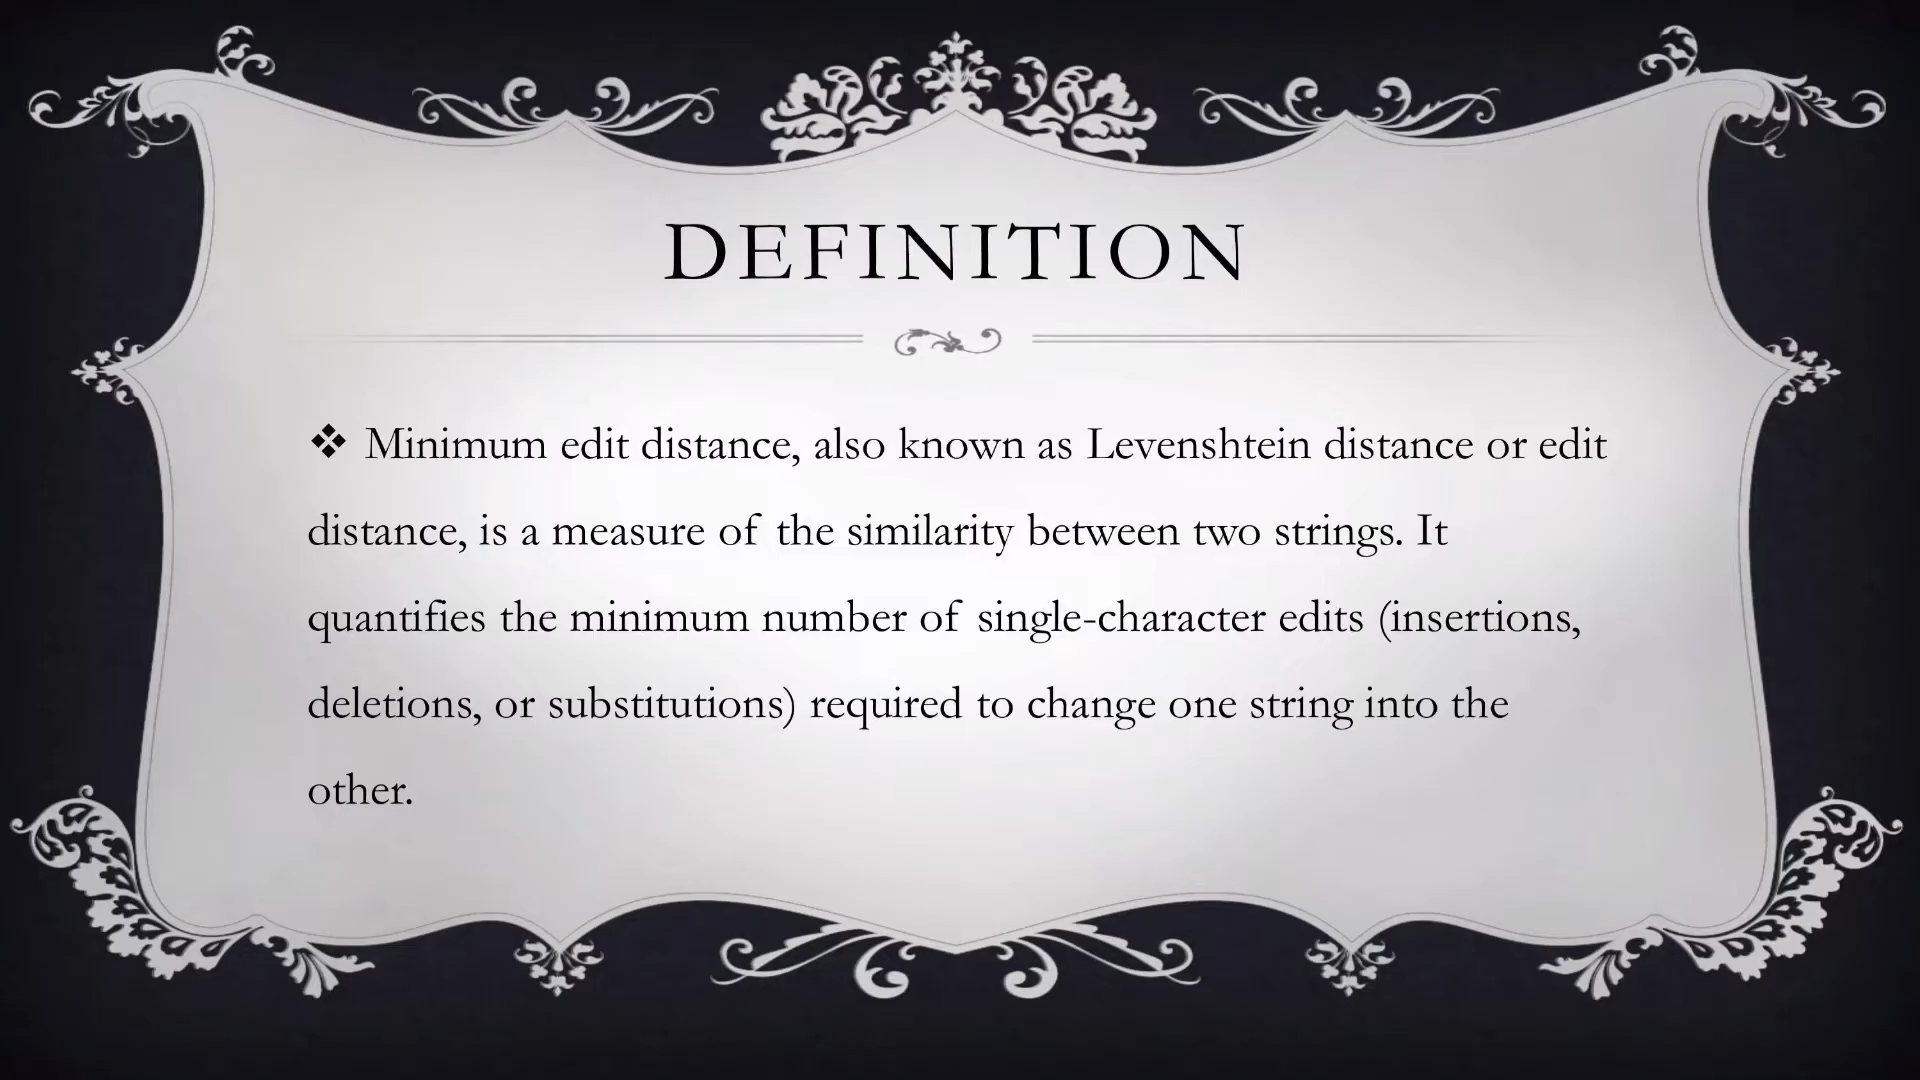 DEFINITION
❖ Minimum edit distance, also known as Levenshtein distance or edit
distance, is a measure of the similarity between two strings. It
quantifies the minimum number of single-character edits (insertions,
deletions, or substitutions) required to change one string into the
other.